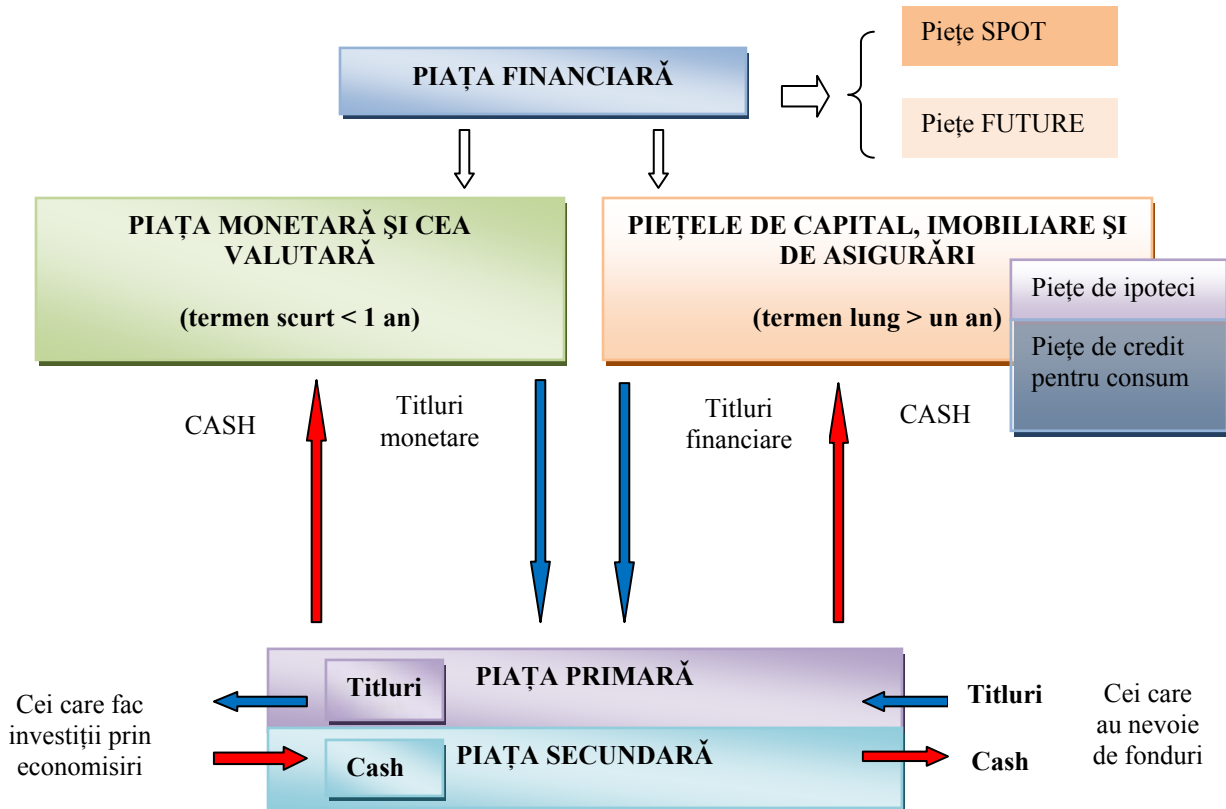 PIAȚA FINANCIARĂ
Piețe SPOT
Piețe FUTURE
PIAȚA MONETARĂ ŞI CEA
VALUTARĂ
(termen scurt < 1 an)
PIEȚELE DE CAPITAL, IMOBILIARE ŞI
DE ASIGURĂRI
(termen lung > un an)
Piețe de ipoteci
Piețe de credit
pentru consum
CASH
Titluri
monetare
Titluri
financiare
CASH
Cei care fac
investiții prin
economisiri
Titluri
PIAȚA PRIMARĂ
Cash
PIAȚA SECUNDARĂ
Titluri
Cash
Cei care
au nevoie
de fonduri